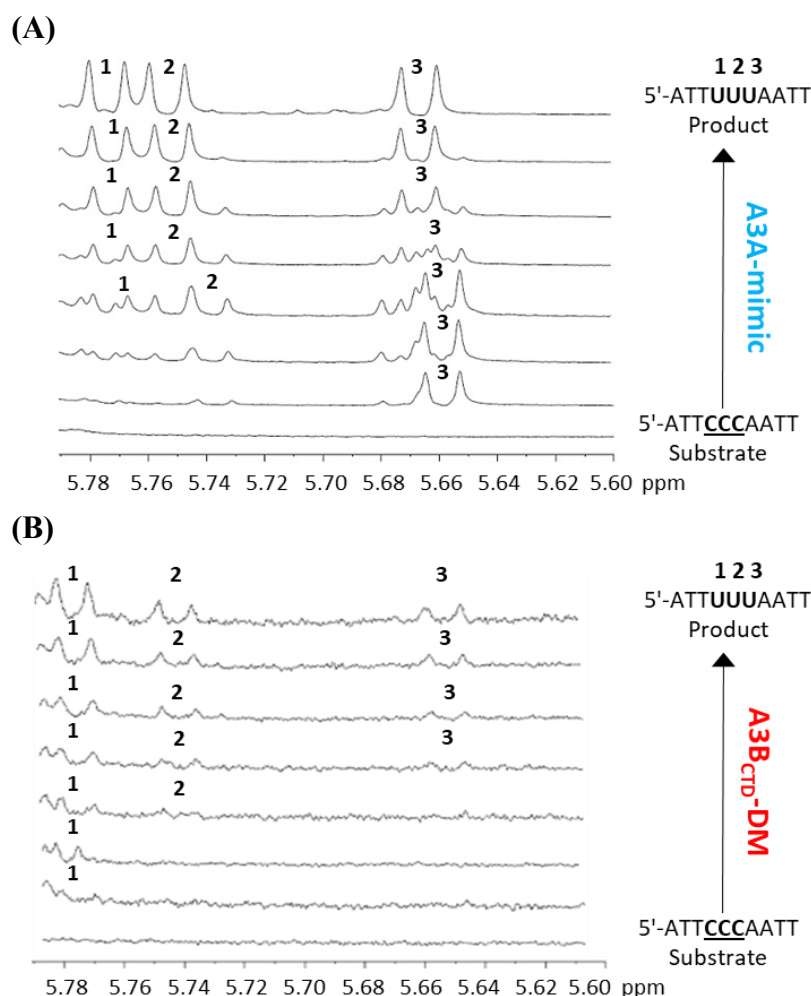 (A)
1 2 3
1 2 3
1 2 3
1 2 3
1 2 3
3
3
5.78 5.76 5.74 5.72 5.70 5.68 5.66 5.64 5.62 5.60 ppm
1 2 3
5'-ATTUUUAATT
Product
A3A-mimic
5'-ATTCCCAATT
Substrate
(B)
1 2 3
1 2 3
1 2 3
1 2 3
1 2
1
5.78 5.76 5.74 5.72 5.70 5.68 5.66 5.64 5.62 5.60 ppm
1 2 3
5'-ATTUUUAATT
Product
A3BCTD-DM
5'-ATTCCCAATT
Substrate